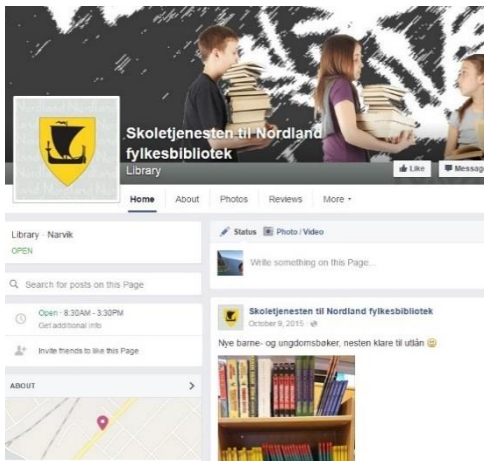 Skoletjenesten til Nordland
fylkesbibliotek
Library
Like
Message
Home About Photos Reviews More
Library · Narvik
OPEN
Search for posts on this Page
Open · 8:30AM - 3:30PM
Get additional info
Invite friends to like this Page
ABOUT
Status Photo / Video
Write something on this Page...
Skoletjenesten til Nordland fylkesbibliotek
October 9, 2015
Nye barne- og ungdomsbøker, nesten klare til utlån